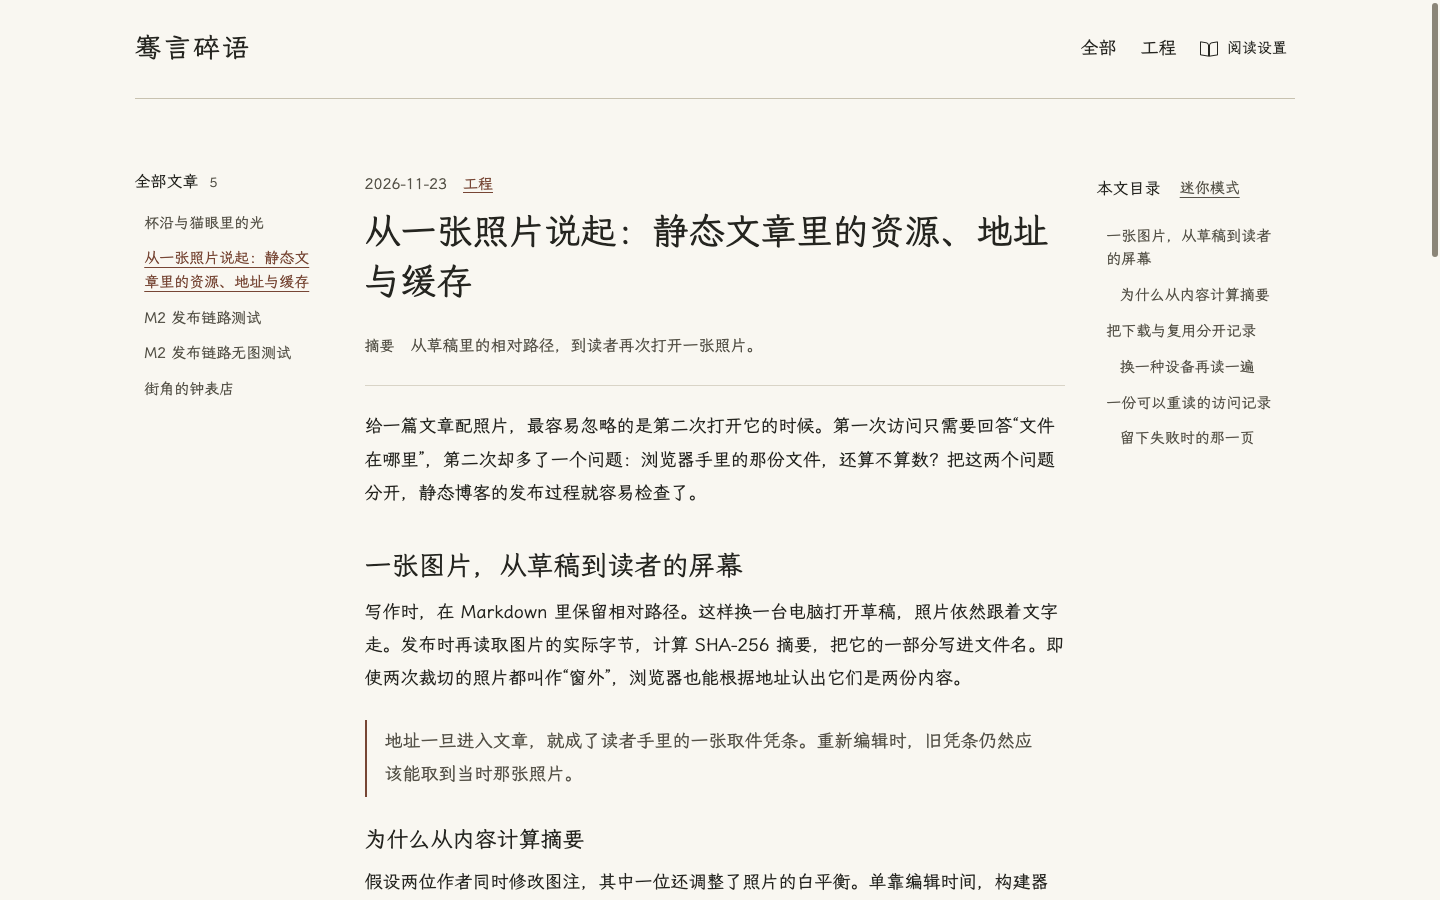 骞言碎语
全部
工程
阅读设置
全部文章 5
杯沿与猫眼里的光
从一张照片说起：静态文
章里的资源、地址与缓存
M2 发布链路测试
M2 发布链路无图测试
街角的钟表店
2026-11-23 工程
从一张照片说起：静态文章里的资源、地址
与缓存
摘要 从草稿里的相对路径，到读者再次打开一张照片。
给一篇文章配照片，最容易忽略的是第二次打开它的时候。第一次访问只需要回答“文件
在哪里”，第二次却多了一个问题：浏览器手里的那份文件，还算不算数？把这两个问题
分开，静态博客的发布过程就容易检查了。
一张图片，从草稿到读者的屏幕
写作时，在 Markdown 里保留相对路径。这样换一台电脑打开草稿，照片依然跟着文字
走。发布时再读取图片的实际字节，计算 SHA-256 摘要，把它的一部分写进文件名。即
使两次裁切的照片都叫作“窗外”，浏览器也能根据地址认出它们是两份内容。
地址一旦进入文章，就成了读者手里的一张取件凭条。重新编辑时，旧凭条仍然应
该能取到当时那张照片。
为什么从内容计算摘要
假设两位作者同时修改图注，其中一位还调整了照片的白平衡。单靠编辑时间，构建器
本文目录 迷你模式
一张图片，从草稿到读者
的屏幕
为什么从内容计算摘要
把下载与复用分开记录
换一种设备再读一遍
一份可以重读的访问记录
留下失败时的那一页